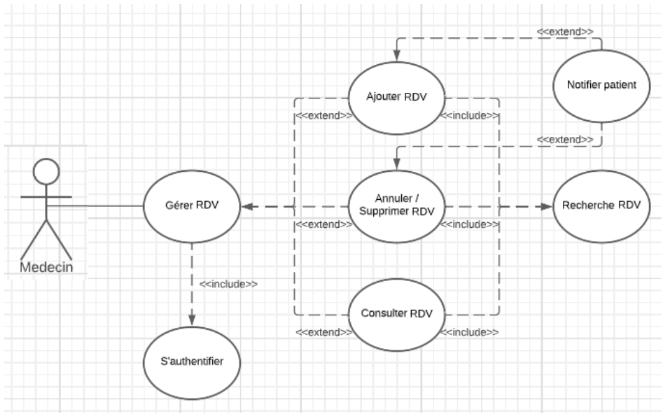 <<extend>>
Ajouter RDV
Notifier patient
<<extend>>
<<include>>
<<extend>>
Gérer RDV
Annuler /
Supprimer RDV
Recherche RDV
<<extend>>
<<include>>
Medecin
<<include>>
Consulter RDV
<<extend>>
<<include>>
S'authentifier